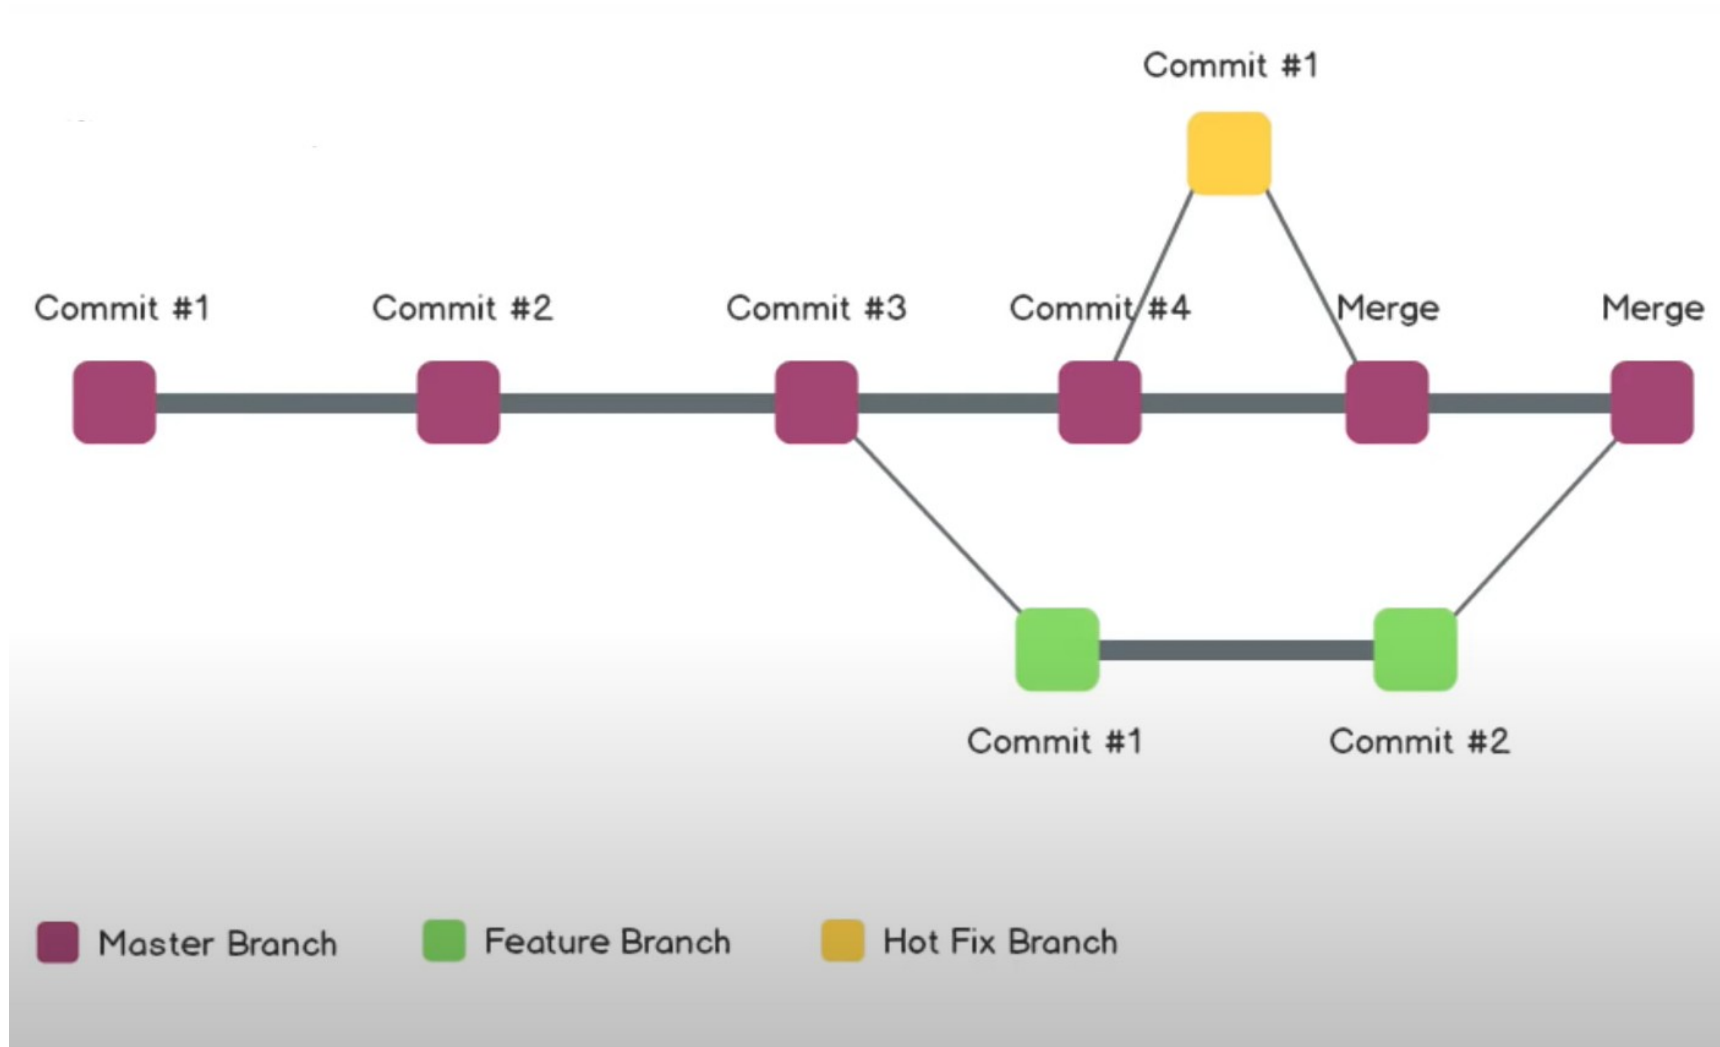 Commit #1
Commit #1
Commit #2
Commit #3
Commit #4
Merge
Merge
Commit #1
Commit #2
Master Branch
Feature Branch
Hot Fix Branch